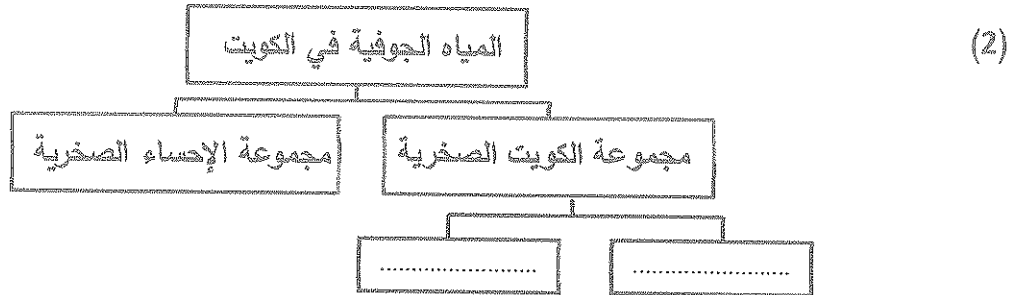 (2)
المياه الجوفية في الكويت
مجموعة الكويت الصخرية
مجموعة الإحساء الصخرية
........................
........................